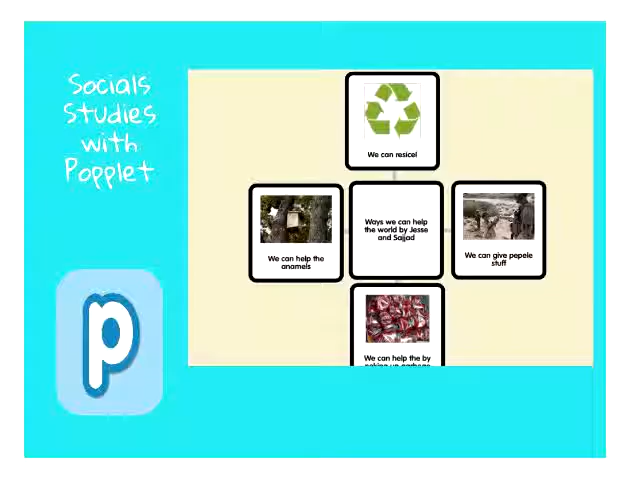 Socials
Studies
with
Popplet
We can resicel
We can help the
anamels
Ways we can help
the world by Jesse
and Sajjad
We can give pepele
stuff
We can help the by
p